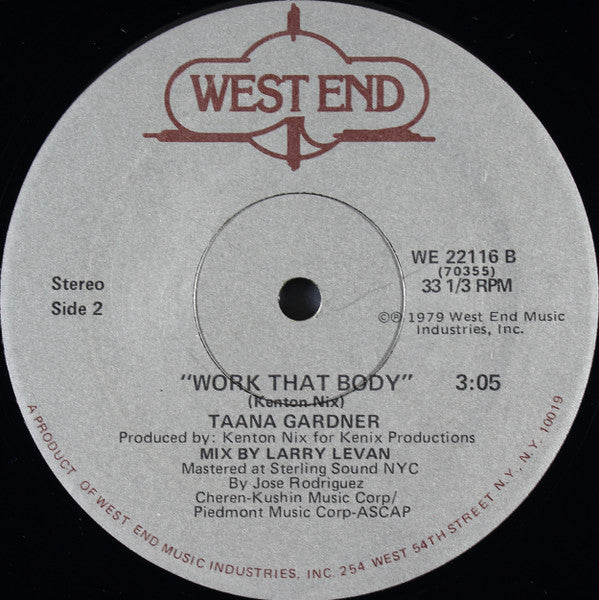 WEST END
Stereo
Side 2
WE 22116 B
(70355)
33 1/3 RPM
©℗ 1979 West End Music
Industries, Inc.
"WORK THAT BODY" 3:05
(Kenton Nix)
TAANA GARDNER
Produced by: Kenton Nix for Kenix Productions
MIX BY LARRY LEVAN
Mastered at Sterling Sound NYC
By Jose Rodriguez
Cheren-Kushin Music Corp/
Piedmont Music Corp-ASCAP
A PRODUCT OF WEST END MUSIC INDUSTRIES, INC. 254 WEST 54TH STREET N.Y., N.Y. 10019